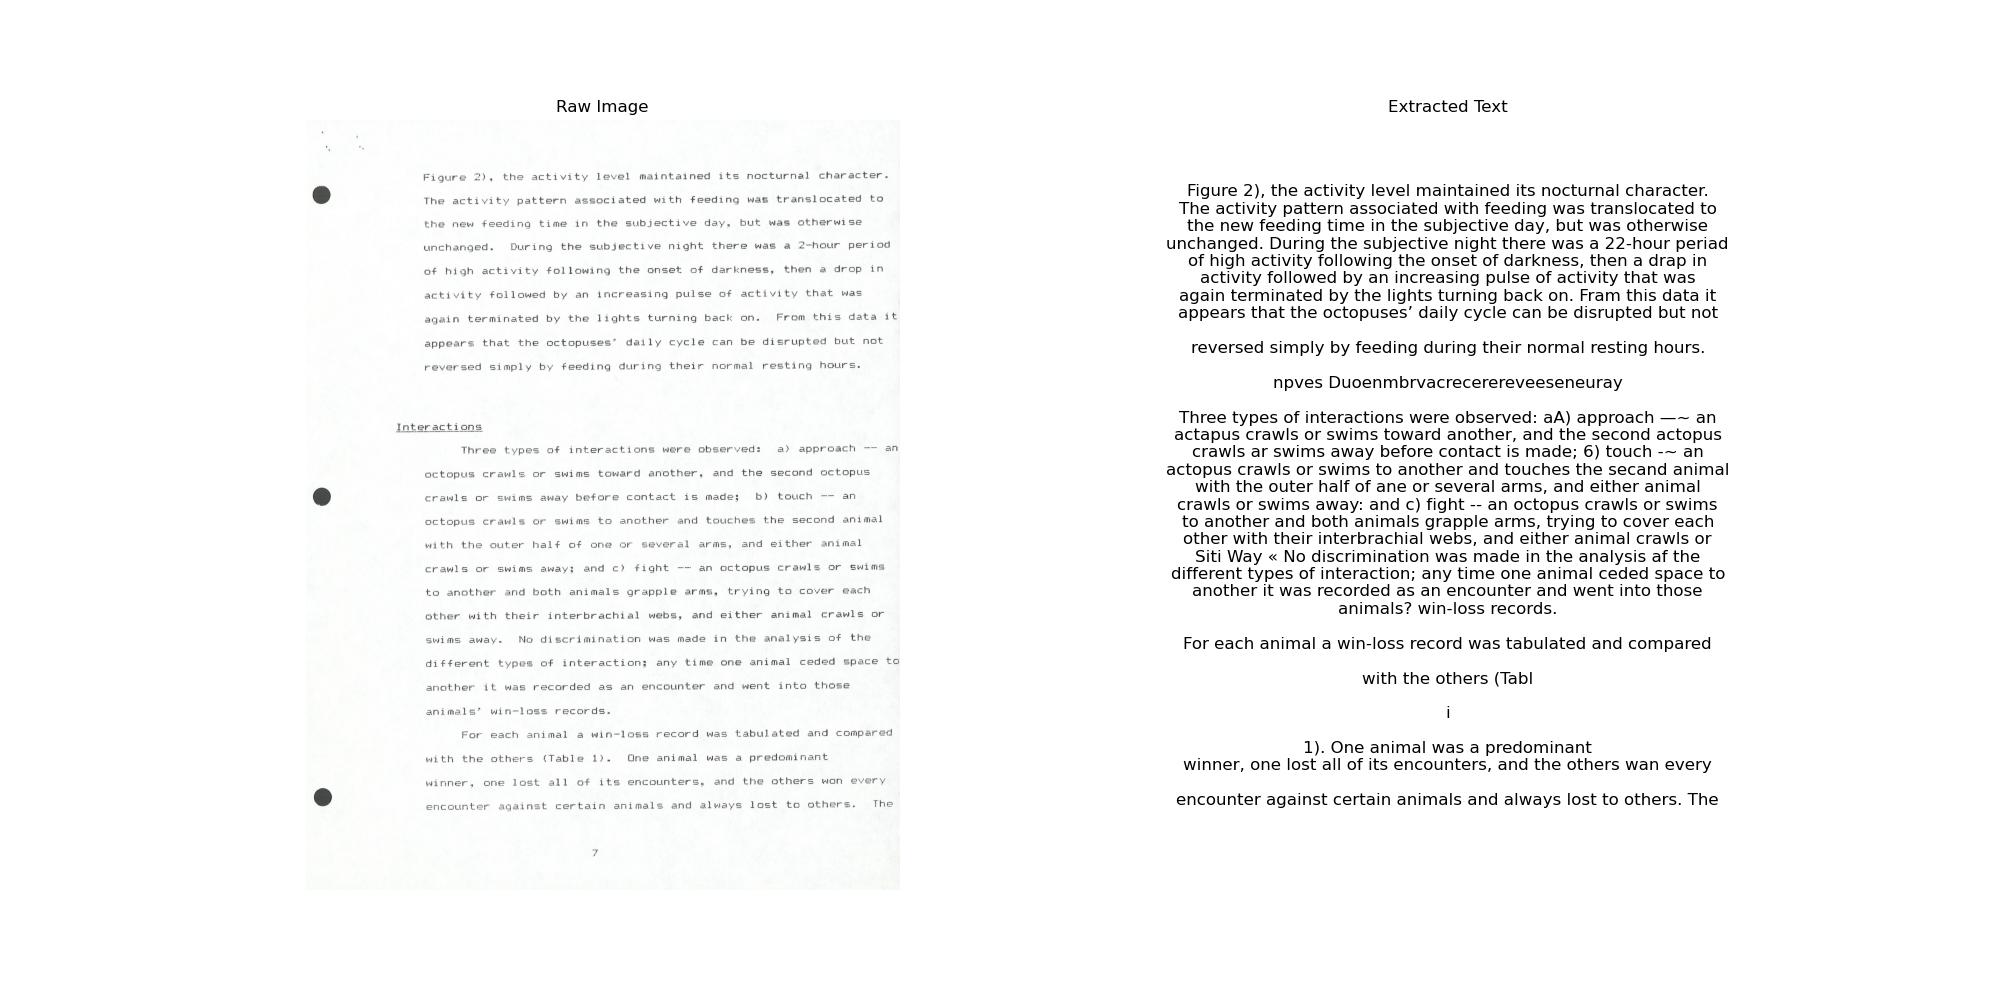 Raw Image
Figure 2), the activity level maintained its nocturnal character.
The activity pattern associated with feeding was translocated to
the new feeding time in the subjective day, but was otherwise
unchanged.  During the subjective night there was a 2-hour period
of high activity following the onset of darkness, then a drop in
activity followed by an increasing pulse of activity that was
again terminated by the lights turning back on.  From this data it
appears that the octopuses' daily cycle can be disrupted but not
reversed simply by feeding during their normal resting hours.
Interactions
Three types of interactions were observed:  a) approach -- an
octopus crawls or swims toward another, and the second octopus
crawls or swims away before contact is made;  b) touch -- an
octopus crawls or swims to another and touches the second animal
with the outer half of one or several arms, and either animal
crawls or swims away; and c) fight -- an octopus crawls or swims
to another and both animals grapple arms, trying to cover each
other with their interbrachial webs, and either animal crawls or
swims away.  No discrimination was made in the analysis of the
different types of interaction; any time one animal ceded space to
another it was recorded as an encounter and went into those
animals' win-loss records.
For each animal a win-loss record was tabulated and compared
with the others (Table 1).  One animal was a predominant
winner, one lost all of its encounters, and the others won every
encounter against certain animals and always lost to others.  The
7
Extracted Text
Figure 2), the activity level maintained its nocturnal character.
The activity pattern associated with feeding was translocated to
the new feeding time in the subjective day, but was otherwise
unchanged. During the subjective night there was a 22-hour periad
of high activity following the onset of darkness, then a drap in
activity followed by an increasing pulse of activity that was
again terminated by the lights turning back on. Fram this data it
appears that the octopuses’ daily cycle can be disrupted but not
reversed simply by feeding during their normal resting hours.
npves Duoenmbrvacrecerereveeseneuray
Three types of interactions were observed: aA) approach —~ an
actapus crawls or swims toward another, and the second actopus
crawls ar swims away before contact is made; 6) touch -~ an
actopus crawls or swims to another and touches the secand animal
with the outer half of ane or several arms, and either animal
crawls or swims away: and c) fight -- an octopus crawls or swims
to another and both animals grapple arms, trying to cover each
other with their interbrachial webs, and either animal crawls or
Siti Way « No discrimination was made in the analysis af the
different types of interaction; any time one animal ceded space to
another it was recorded as an encounter and went into those
animals? win-loss records.
For each animal a win-loss record was tabulated and compared
with the others (Tabl
i
1). One animal was a predominant
winner, one lost all of its encounters, and the others wan every
encounter against certain animals and always lost to others. The